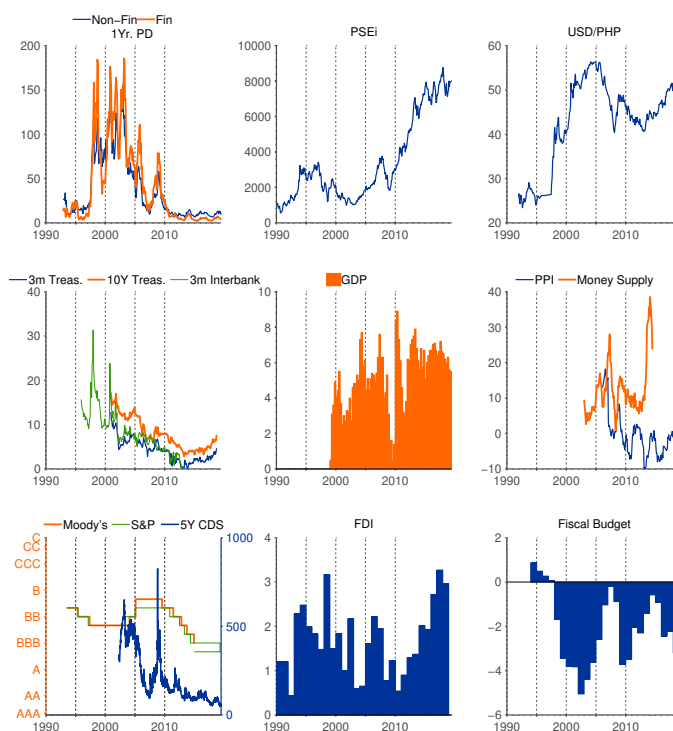 Non-Fin Fin
1Yr. PD PSEi USD/PHP
200 10000 60
150 8000 50
100 6000 40
50 4000 30
0 2000 20
0
1990 2000 2010 1990 2000 2010 1990 2000 2010
3m Treas. 10Y Treas. 3m Interbank GDP PPI Money Supply
40 10 40
30 8 30
20 6 20
10 4 10
0 2 0
0 -10
1990 2000 2010 1990 2000 2010 1990 2000 2010
Moody's S&P 5Y CDS FDI Fiscal Budget
C 1000 4 2
CC
CCC 3 0
B
BB 500 2 -2
BBB
A 1 -4
AA
AAA 0 0 -6
1990 2000 2010 1990 2000 2010 1990 2000 2010